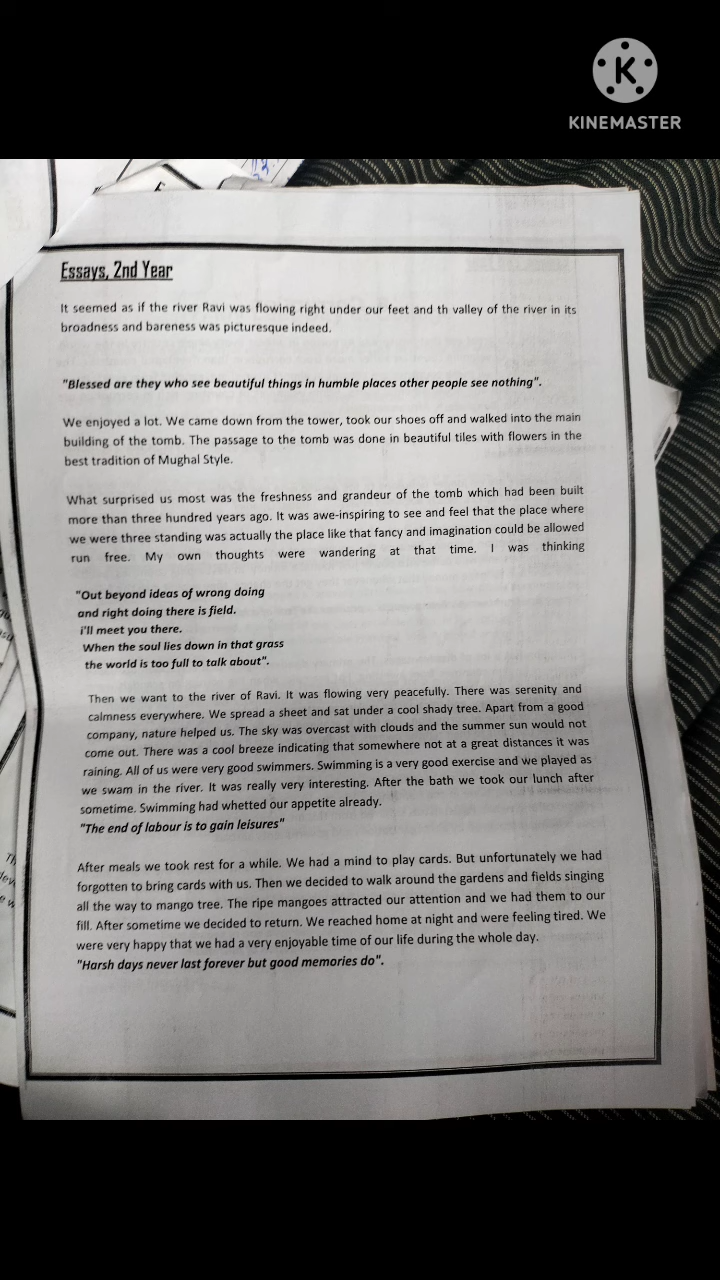 KINEMASTER
Essays, 2nd Year
It seemed as if the river Ravi was flowing right under our feet and th valley of the river in its
broadness and bareness was picturesque indeed.
"Blessed are they who see beautiful things in humble places other people see nothing".
We enjoyed a lot. We came down from the tower, took our shoes off and walked into the main
building of the tomb. The passage to the tomb was done in beautiful tiles with flowers in the
best tradition of Mughal Style.
What surprised us most was the freshness and grandeur of the tomb which had been built
more than three hundred years ago. It was awe-inspiring to see and feel that the place where
we were three standing was actually the place like that fancy and imagination could be allowed
run free. My own thoughts were wandering at that time. I was thinking
"Out beyond ideas of wrong doing
and right doing there is field.
i'll meet you there.
When the soul lies down in that grass
the world is too full to talk about".
Then we want to the river of Ravi. It was flowing very peacefully. There was serenity and
calmness everywhere. We spread a sheet and sat under a cool shady tree. Apart from a good
company, nature helped us. The sky was overcast with clouds and the summer sun would not
come out. There was a cool breeze indicating that somewhere not at a great distances it was
raining. All of us were very good swimmers. Swimming is a very good exercise and we played as
we swam in the river. It was really very interesting. After the bath we took our lunch after
sometime. Swimming had whetted our appetite already.
"The end of labour is to gain leisures"
After meals we took rest for a while. We had a mind to play cards. But unfortunately we had
forgotten to bring cards with us. Then we decided to walk around the gardens and fields singing
all the way to mango tree. The ripe mangoes attracted our attention and we had them to our
fill. After sometime we decided to return. We reached home at night and were feeling tired. We
were very happy that we had a very enjoyable time of our life during the whole day.
"Harsh days never last forever but good memories do".